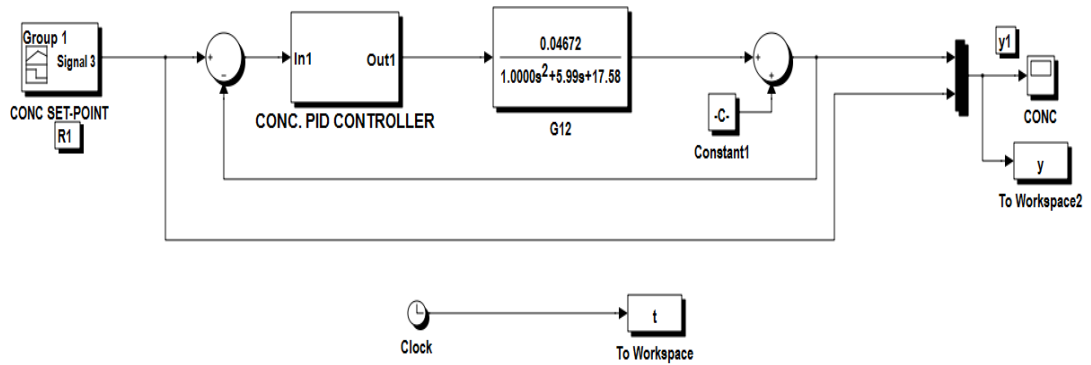 Group 1
Signal 3
CONC SET-POINT
R1
+
−
In1
Out1
CONC. PID CONTROLLER
0.04672
1.0000s²+5.99s+17.58
G12
+
+
-C-
Constant1
y1
CONC
y
To Workspace2
Clock
t
To Workspace